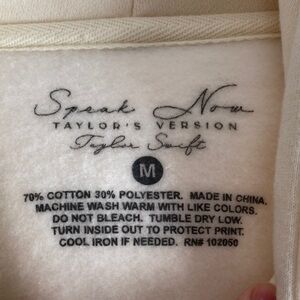 Speak Now
TAYLOR'S VERSION
Taylor Swift
M
70% COTTON 30% POLYESTER. MADE IN CHINA.
MACHINE WASH WARM WITH LIKE COLORS.
DO NOT BLEACH. TUMBLE DRY LOW.
TURN INSIDE OUT TO PROTECT PRINT.
COOL IRON IF NEEDED. RN# 102050